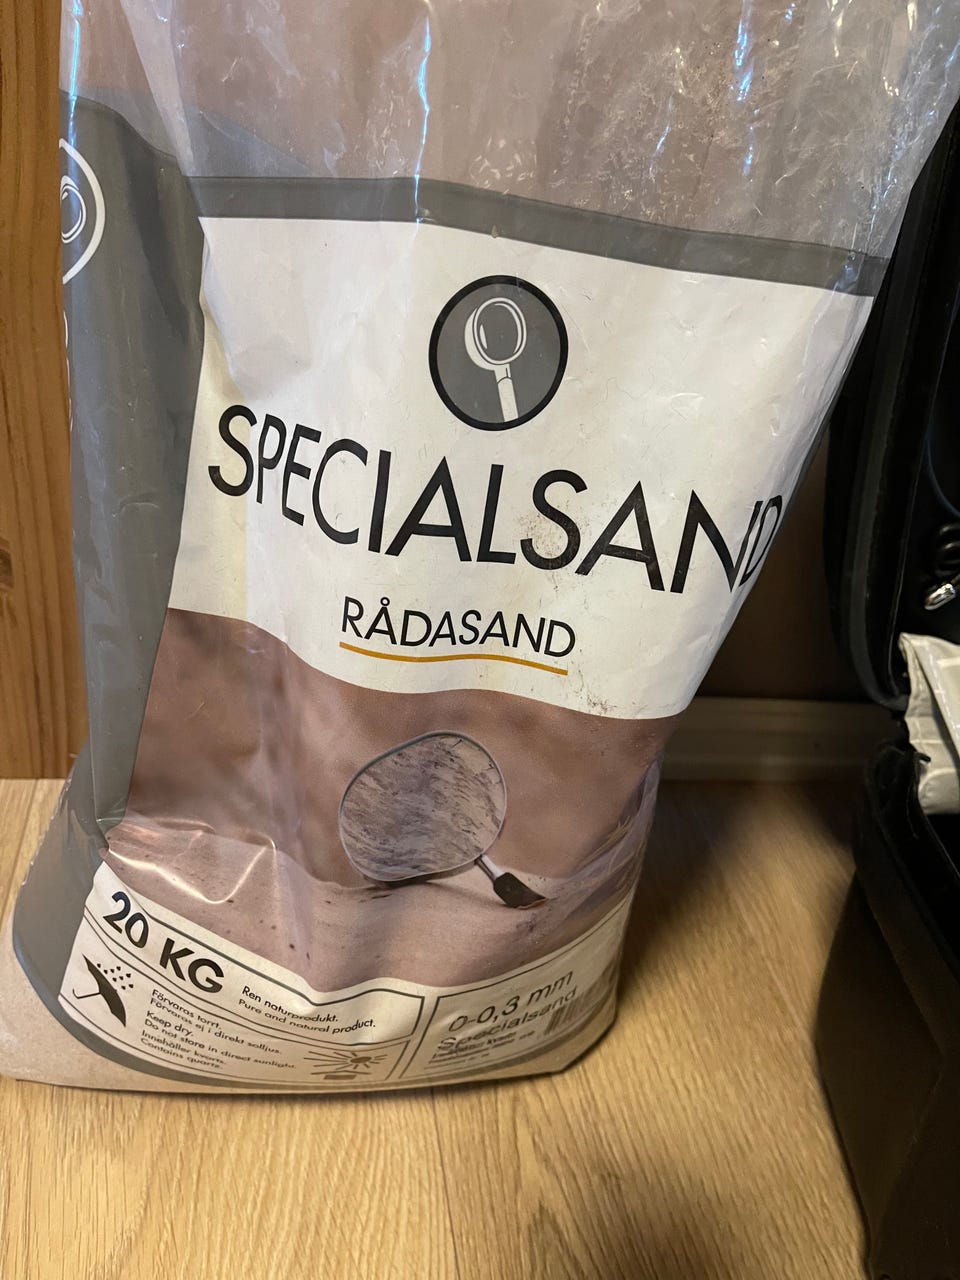 SPECIALSAND
RÅDASAND
20 KG
Ren naturprodukt.
Pure and natural product.
Förvaras torrt.
Förvaras ej i direkt solljus.
Keep dry.
Do not store in direct sunlight.
Innehåller kvarts.
Contains quartz.
0-0,3 mm
Specialsand